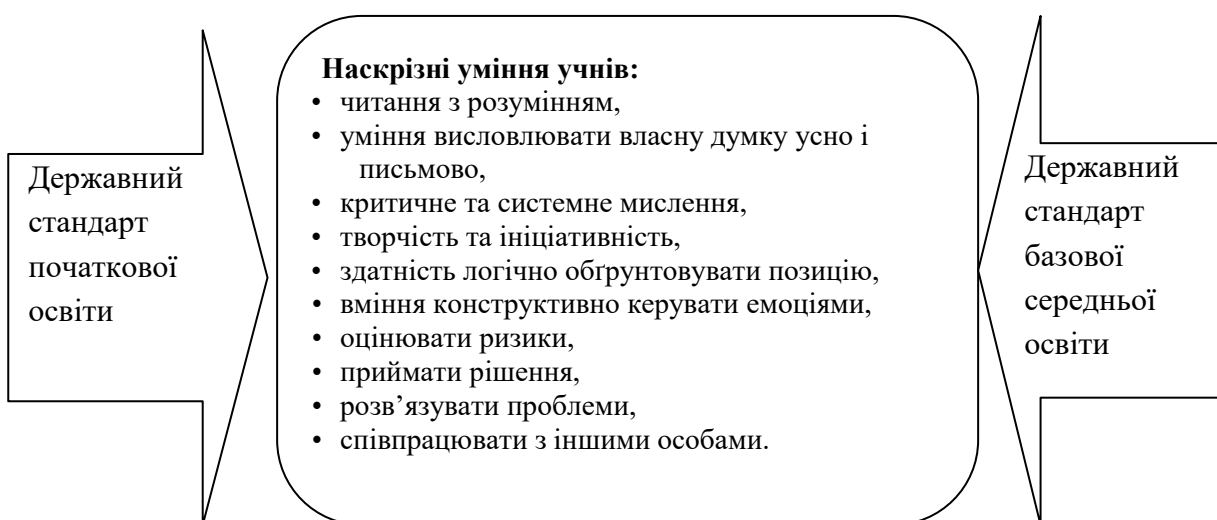 Державний
стандарт
початкової
освіти
Наскрізні уміння учнів:
• читання з розумінням,
• уміння висловлювати власну думку усно і
письмово,
• критичне та системне мислення,
• творчість та ініціативність,
• здатність логічно обґрунтовувати позицію,
• вміння конструктивно керувати емоціями,
• оцінювати ризики,
• приймати рішення,
• розв’язувати проблеми,
• співпрацювати з іншими особами.
Державний
стандарт
базової
середньої
освіти